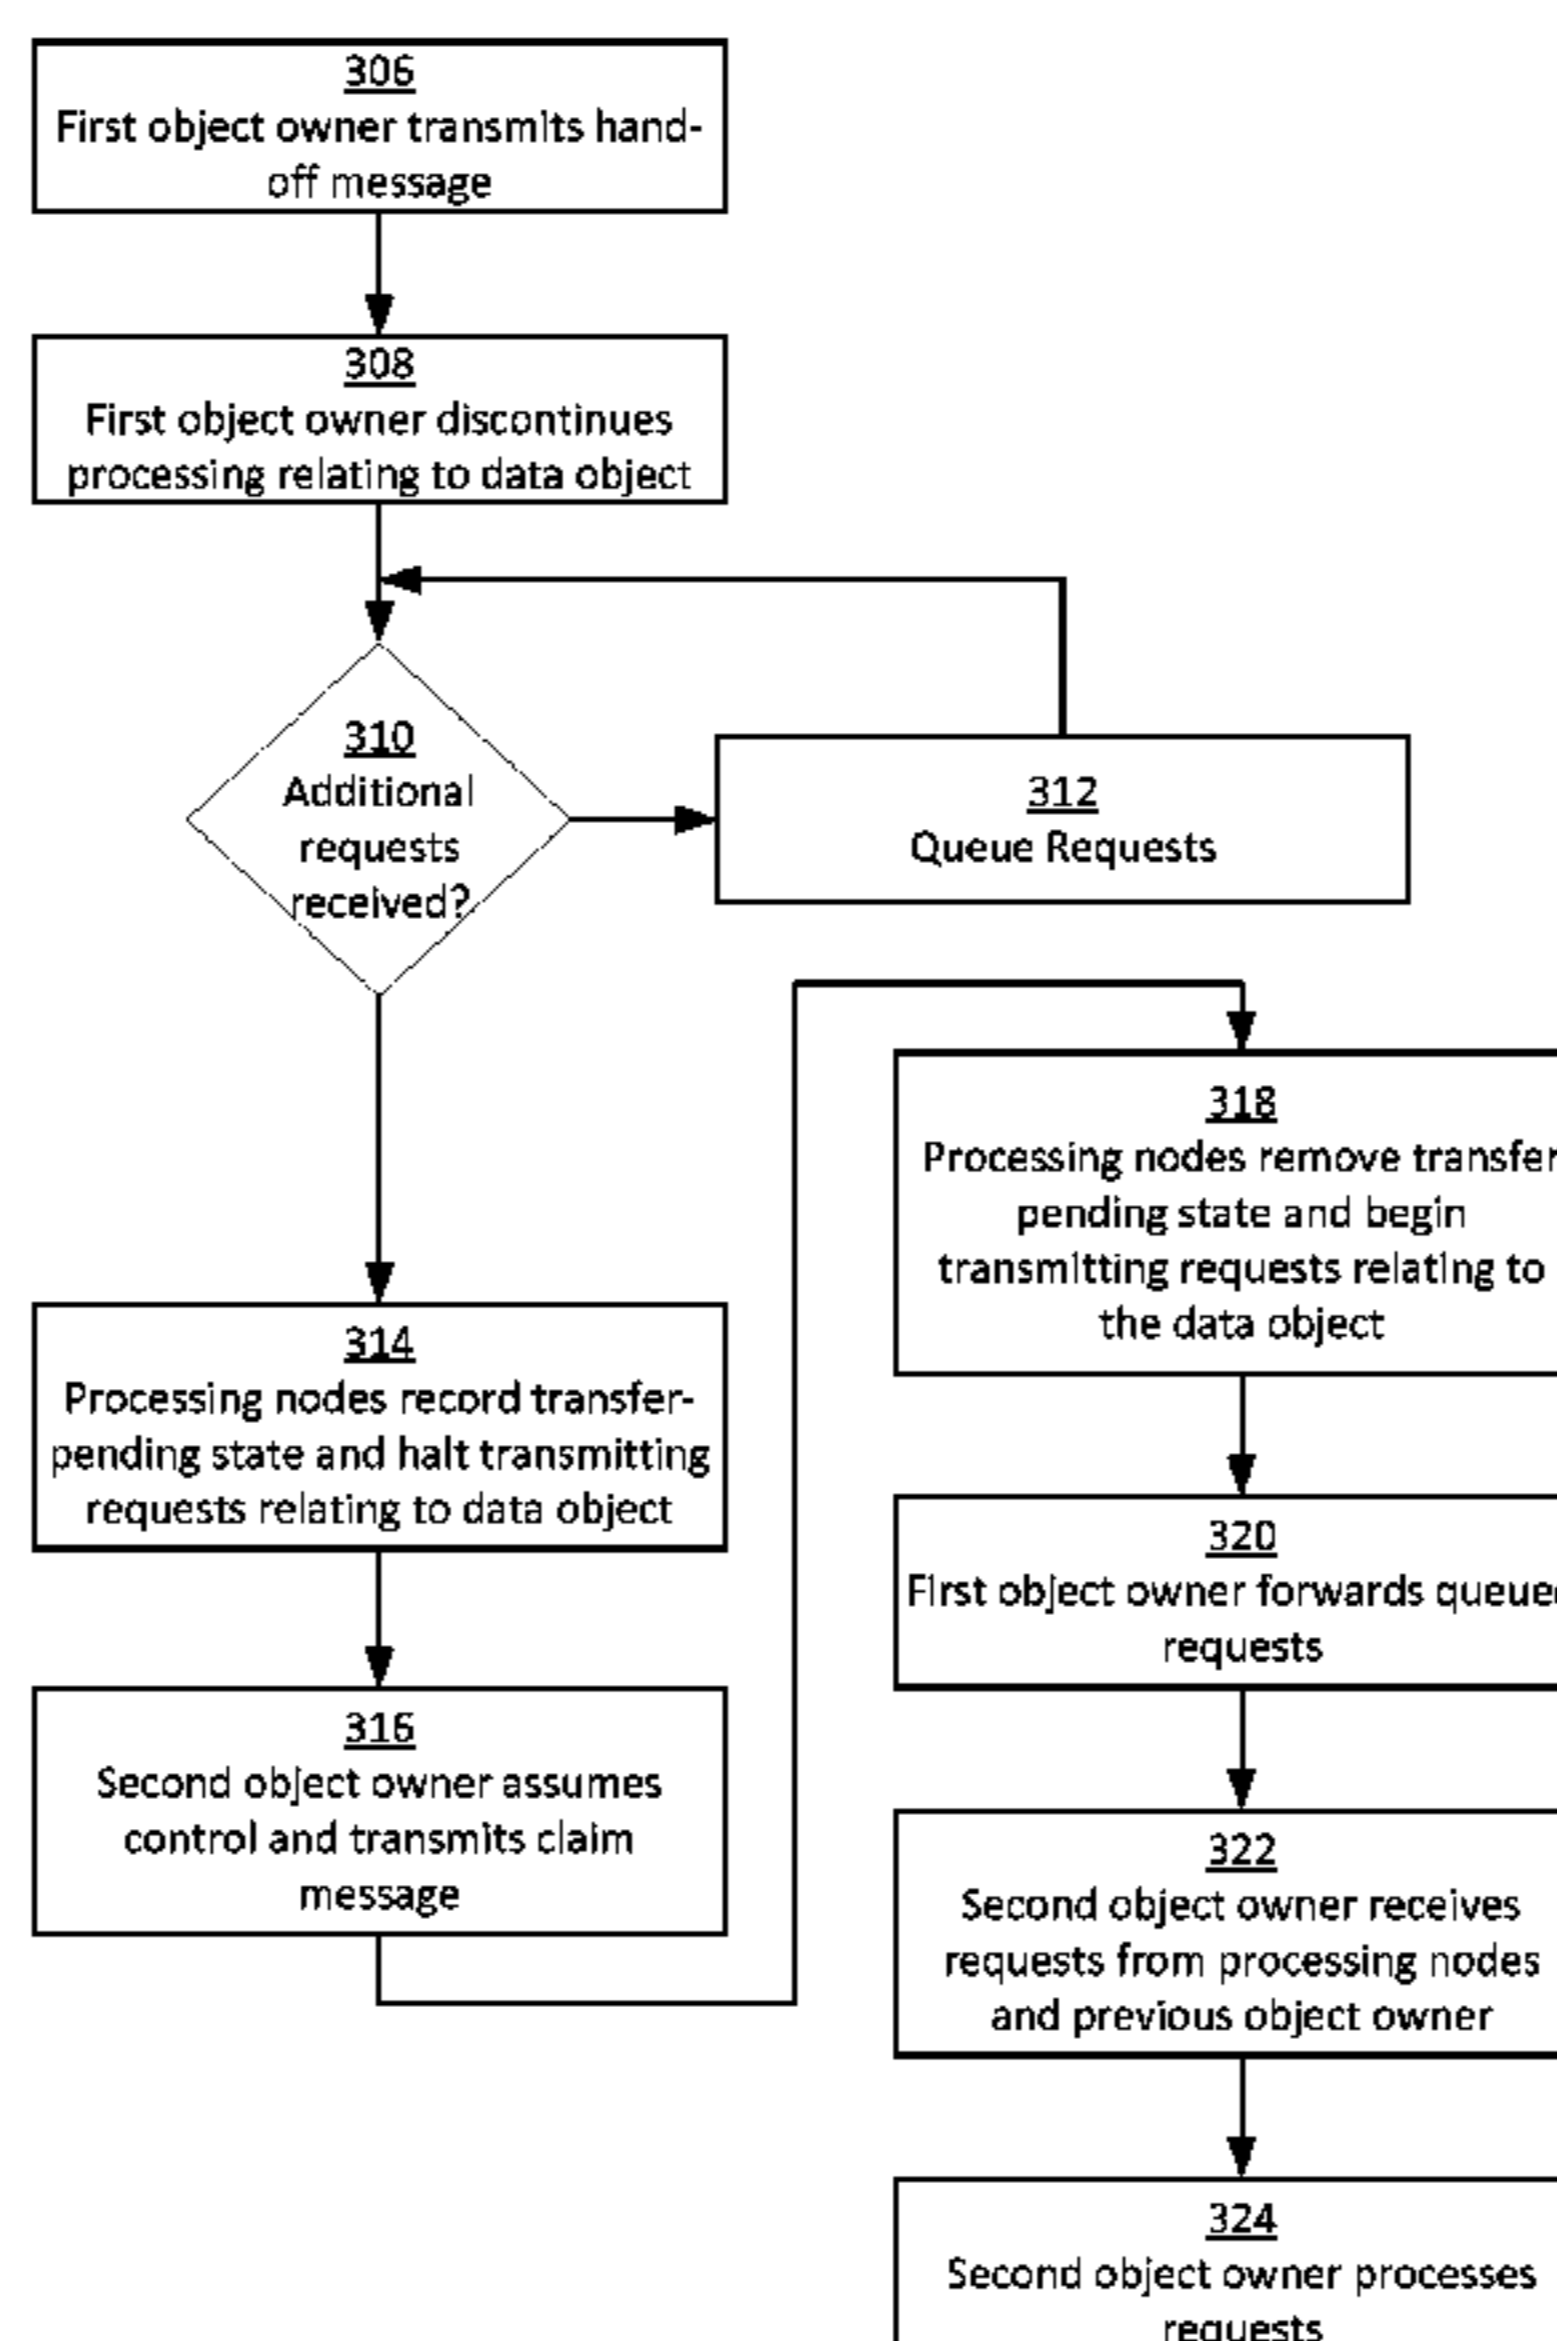 306
First object owner transmits hand-
off message
308
First object owner discontinues
processing relating to data object
310
Additional
requests
received?
312
Queue Requests
314
Processing nodes record transfer-
pending state and halt transmitting
requests relating to data object
316
Second object owner assumes
control and transmits claim
message
318
Processing nodes remove transfer
pending state and begin
transmitting requests relating to
the data object
320
First object owner forwards queued
requests
322
Second object owner receives
requests from processing nodes
and previous object owner
324
Second object owner processes
requests